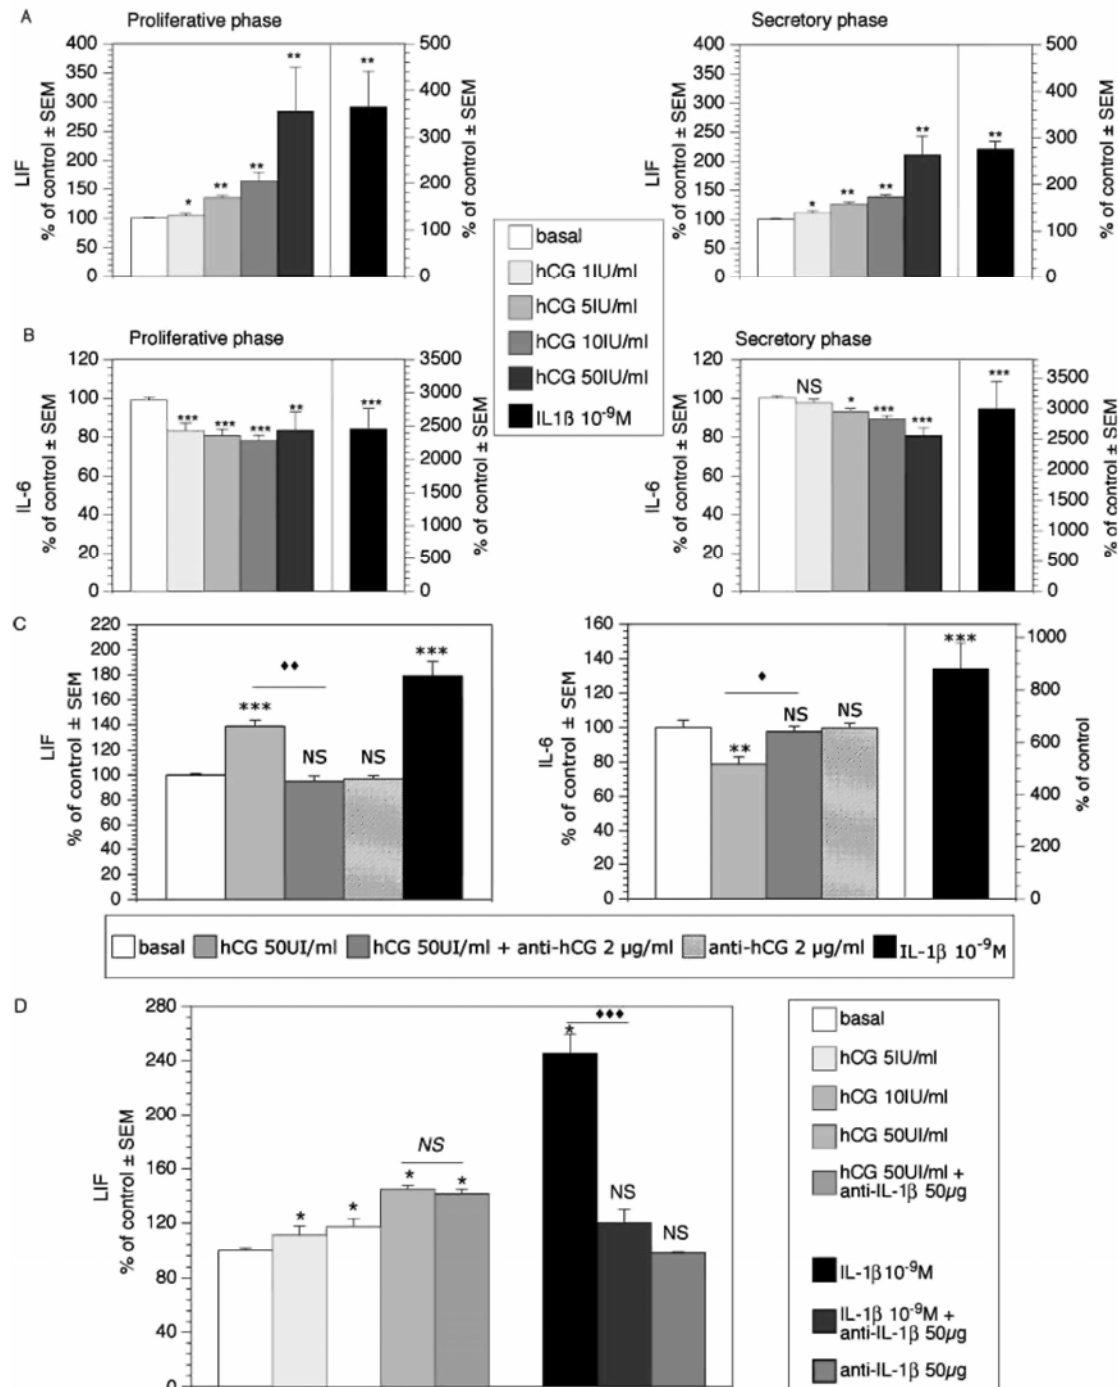 A
Proliferative phase
Secretory phase
LIF
% of control ± SEM
400
350
300
250
200
150
100
50
0
*
**
**
**
**
500
400
300
200
100
0
% of control ± SEM
LIF
% of control ± SEM
400
350
300
250
200
150
100
50
0
*
**
**
**
**
500
400
300
200
100
0
% of control ± SEM
basal
hCG 1IU/ml
hCG 5IU/ml
hCG 10IU/ml
hCG 50IU/ml
IL1β 10⁻⁹M
B
Proliferative phase
Secretory phase
IL-6
% of control ± SEM
120
100
80
60
40
20
0
***
***
***
**
***
3500
3000
2500
2000
1500
1000
500
0
% of control ± SEM
IL-6
% of control ± SEM
120
100
80
60
40
20
0
NS
*
***
***
***
3000
2500
2000
1500
1000
500
0
% of control ± SEM
C
LIF
% of control ± SEM
220
200
180
160
140
120
100
80
60
40
20
0
♦♦
***
NS
NS
***
IL-6
% of control ± SEM
160
140
120
100
80
60
40
20
0
♦
**
NS
NS
***
1000
800
600
400
200
0
% of control
basal hCG 50UI/ml hCG 50UI/ml + anti-hCG 2 µg/ml anti-hCG 2 µg/ml IL-1β 10⁻⁹M
D
LIF
% of control ± SEM
280
240
200
160
120
80
40
0
*
*
NS
*
*
*
♦♦♦
NS
NS
basal
hCG 5IU/ml
hCG 10IU/ml
hCG 50UI/ml
hCG 50UI/ml +
anti-IL-1β 50µg
IL-1β 10⁻⁹M
IL-1β 10⁻⁹M +
anti-IL-1β 50µg
anti-IL-1β 50µg